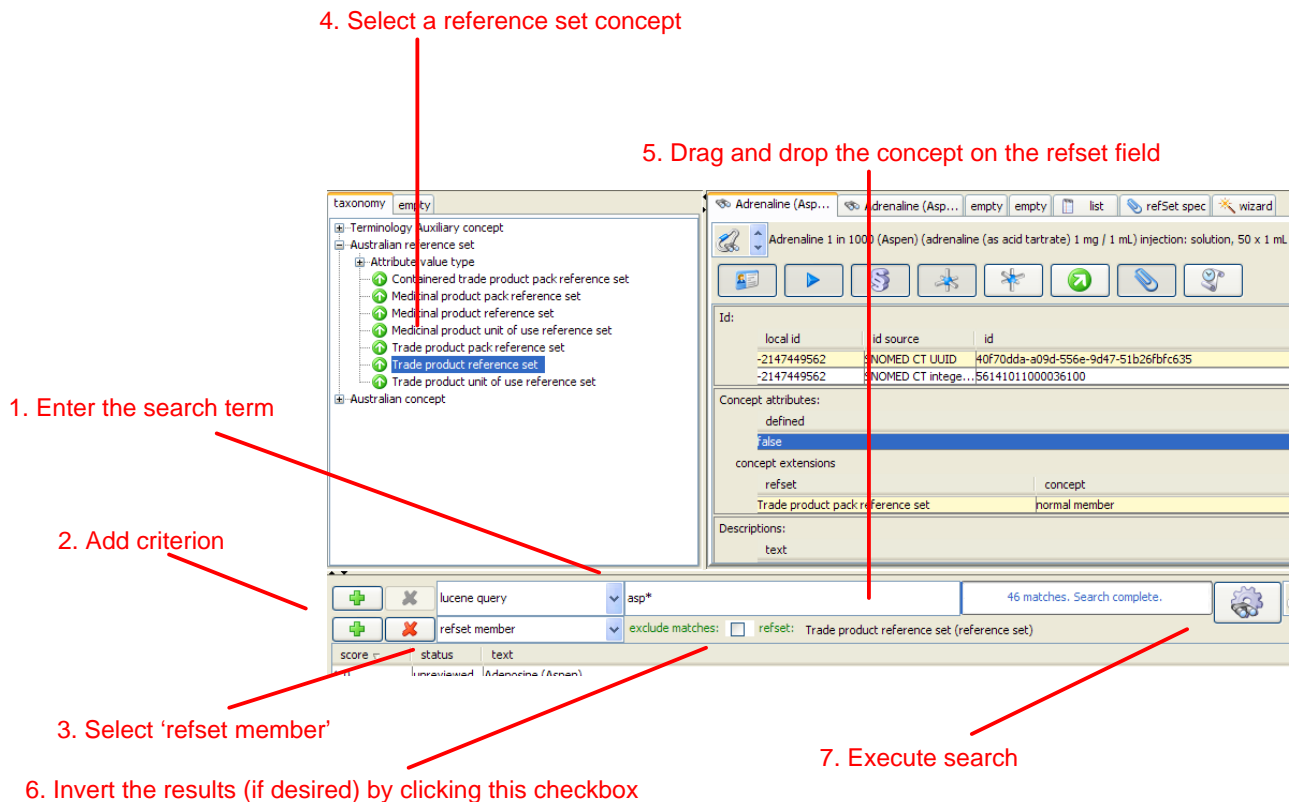 4. Select a reference set concept
5. Drag and drop the concept on the refset field
taxonomy empty
Terminology Auxiliary concept
Australian reference set
Attribute value type
Containered trade product pack reference set
Medicinal product pack reference set
Medicinal product reference set
Medicinal product unit of use reference set
Trade product pack reference set
Trade product reference set
Trade product unit of use reference set
Australian concept
Adrenaline (Asp... Adrenaline (Asp... empty empty list refSet spec wizard
Adrenaline 1 in 1000 (Aspen) (adrenaline (as acid tartrate) 1 mg / 1 mL) injection: solution, 50 x 1 mL
Id:
local id id source id
-2147449562 SNOMED CT UUID 40f70dda-a09d-556e-9d47-51b26fbfc635
-2147449562 SNOMED CT intege... 56141011000036100
Concept attributes:
defined
false
concept extensions
refset concept
Trade product pack reference set normal member
Descriptions:
text
1. Enter the search term
2. Add criterion
lucene query asp* 46 matches. Search complete.
refset member exclude matches: refset: Trade product reference set (reference set)
score status text
unreviewed Adenosine (Aspen)
3. Select ‘refset member’
7. Execute search
6. Invert the results (if desired) by clicking this checkbox